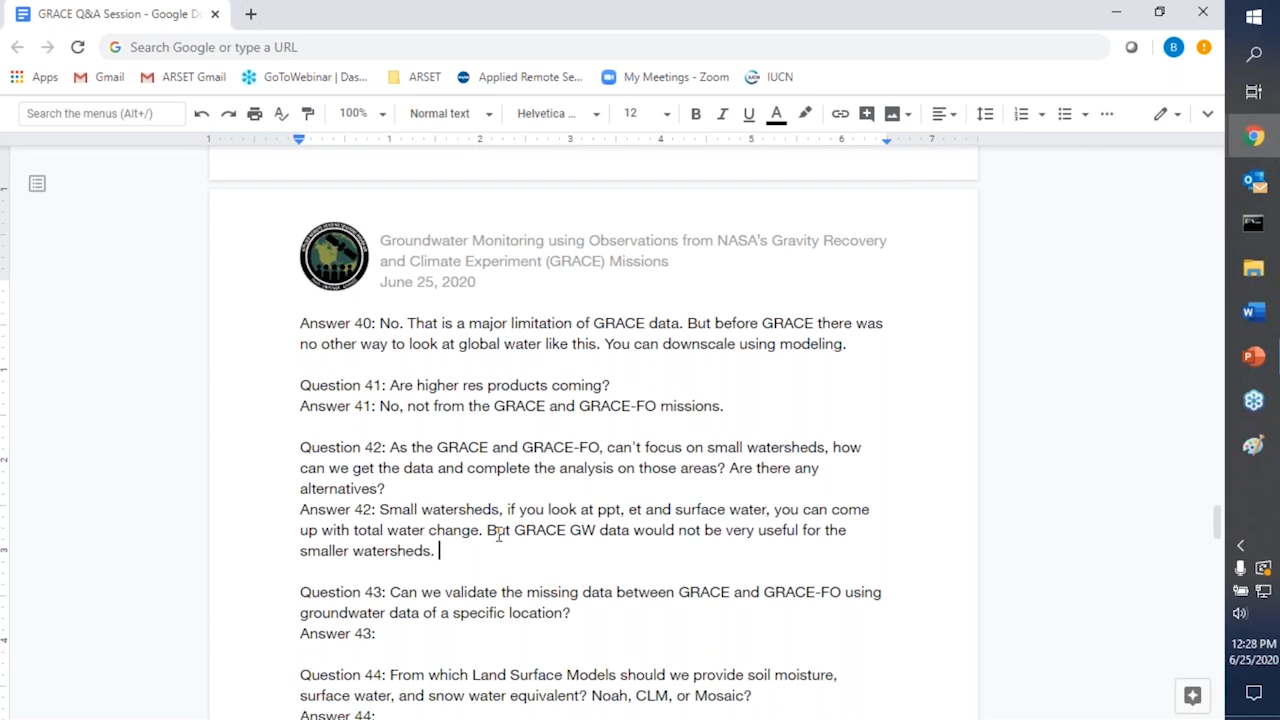 GRACE Q&A Session - Google Do
Search Google or type a URL
B
Apps
Gmail
ARSET Gmail
GoToWebinar | Das...
ARSET
Applied Remote Se...
My Meetings - Zoom
IUCN
Search the menus (Alt+/)
100%
Normal text
Helvetica ...
12
B I U A
1 1 2 3 4 5 6 7
Groundwater Monitoring using Observations from NASA's Gravity Recovery
and Climate Experiment (GRACE) Missions
June 25, 2020
Answer 40: No. That is a major limitation of GRACE data. But before GRACE there was
no other way to look at global water like this. You can downscale using modeling.
Question 41: Are higher res products coming?
Answer 41: No, not from the GRACE and GRACE-FO missions.
Question 42: As the GRACE and GRACE-FO, can't focus on small watersheds, how
can we get the data and complete the analysis on those areas? Are there any
alternatives?
Answer 42: Small watersheds, if you look at ppt, et and surface water, you can come
up with total water change. But GRACE GW data would not be very useful for the
smaller watersheds.
Question 43: Can we validate the missing data between GRACE and GRACE-FO using
groundwater data of a specific location?
Answer 43:
Question 44: From which Land Surface Models should we provide soil moisture,
surface water, and snow water equivalent? Noah, CLM, or Mosaic?
Answer 44:
12:28 PM
6/25/2020